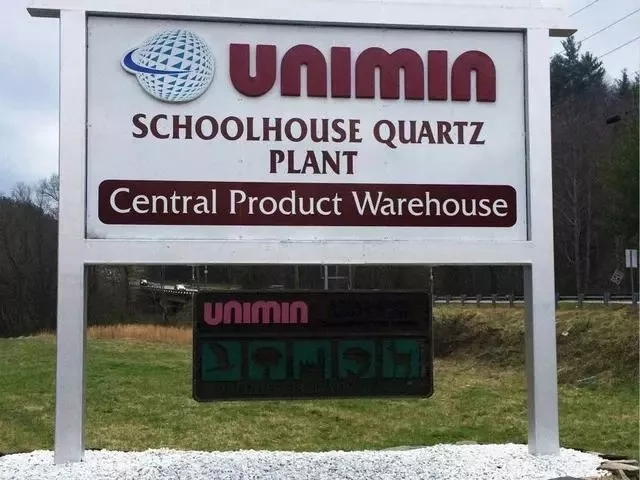 UNIMIN
SCHOOLHOUSE QUARTZ
PLANT
Central Product Warehouse
UNIMIN